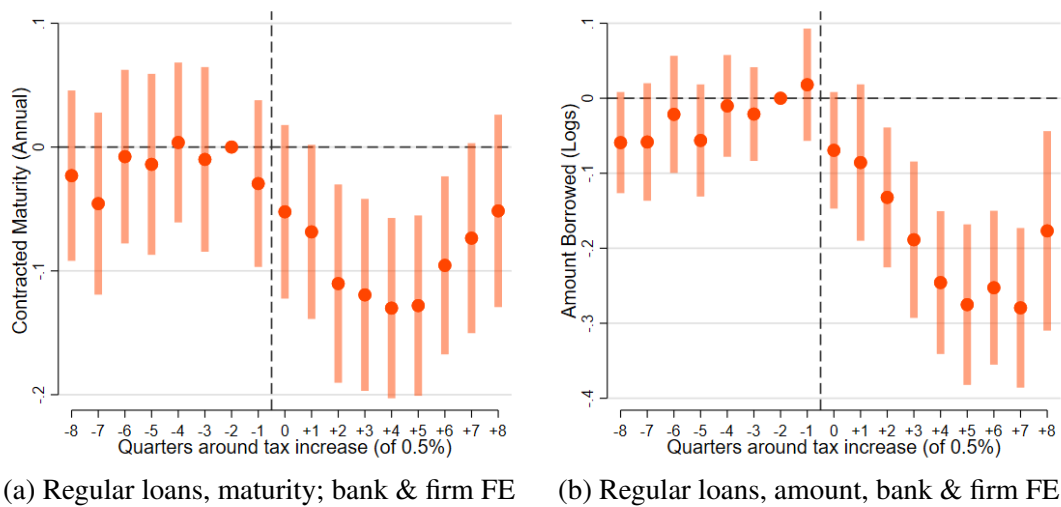 Contracted Maturity (Annual)
.1
0
-.1
-.2
-8 -7 -6 -5 -4 -3 -2 -1 0 +1 +2 +3 +4 +5 +6 +7 +8
Quarters around tax increase (of 0.5%)
(a) Regular loans, maturity; bank & firm FE
Amount Borrowed (Logs)
.1
0
-.1
-.2
-.3
-.4
-8 -7 -6 -5 -4 -3 -2 -1 0 +1 +2 +3 +4 +5 +6 +7 +8
Quarters around tax increase (of 0.5%)
(b) Regular loans, amount, bank & firm FE